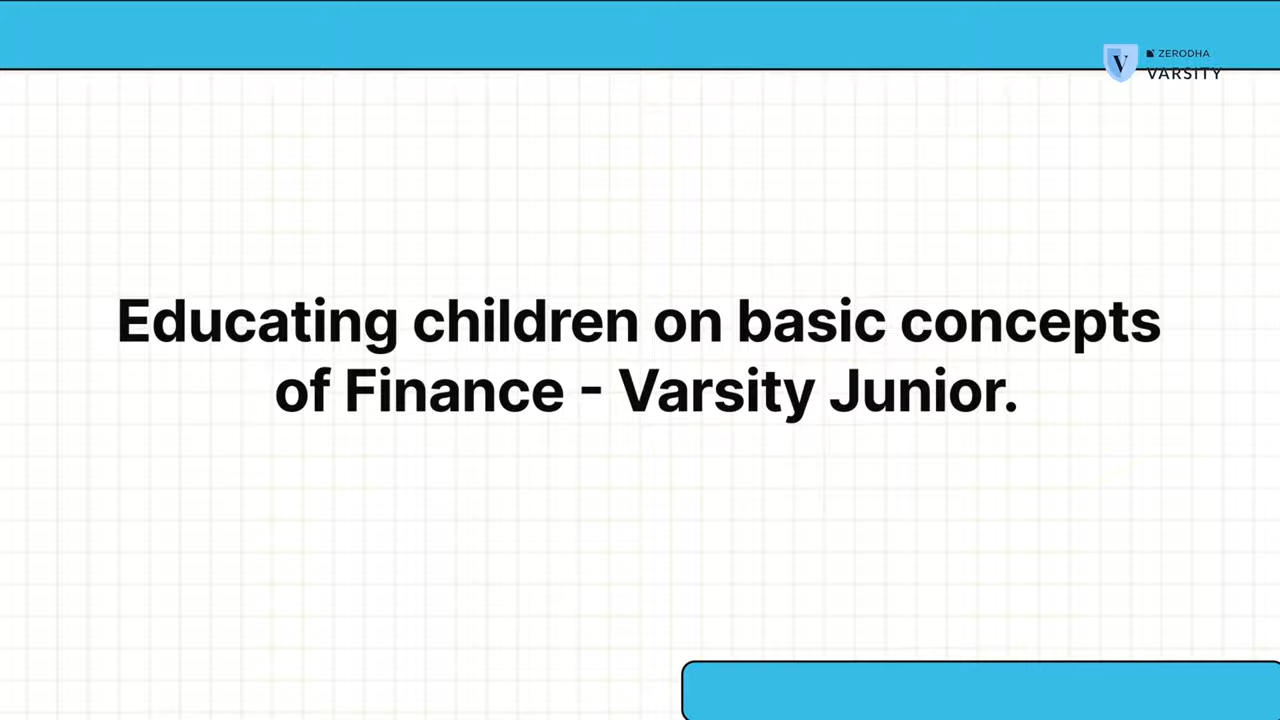 ZERODHA
VARSITY
V
Educating children on basic concepts
of Finance - Varsity Junior.